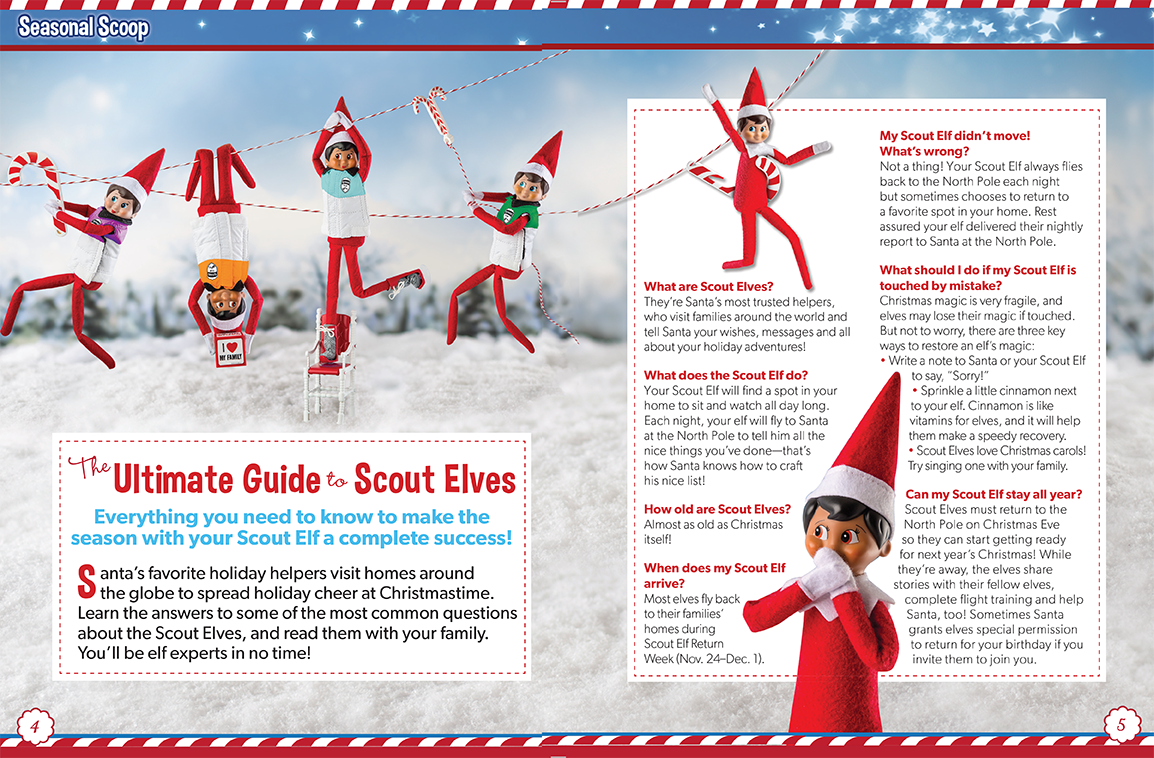 Seasonal Scoop
I ♥
MY FAMILY
The Ultimate Guide to Scout Elves
Everything you need to know to make the
season with your Scout Elf a complete success!
Santa’s favorite holiday helpers visit homes around
the globe to spread holiday cheer at Christmastime.
Learn the answers to some of the most common questions
about the Scout Elves, and read them with your family.
You’ll be elf experts in no time!
4
What are Scout Elves?
They’re Santa’s most trusted helpers,
who visit families around the world and
tell Santa your wishes, messages and all
about your holiday adventures!
What does the Scout Elf do?
Your Scout Elf will find a spot in your
home to sit and watch all day long.
Each night, your elf will fly to Santa
at the North Pole to tell him all the
nice things you’ve done—that’s
how Santa knows how to craft
his nice list!
How old are Scout Elves?
Almost as old as Christmas
itself!
When does my Scout Elf
arrive?
Most elves fly back
to their families’
homes during
Scout Elf Return
Week (Nov. 24–Dec. 1).
My Scout Elf didn’t move!
What’s wrong?
Not a thing! Your Scout Elf always flies
back to the North Pole each night
but sometimes chooses to return to
a favorite spot in your home. Rest
assured your elf delivered their nightly
report to Santa at the North Pole.
What should I do if my Scout Elf is
touched by mistake?
Christmas magic is very fragile, and
elves may lose their magic if touched.
But not to worry, there are three key
ways to restore an elf’s magic:
• Write a note to Santa or your Scout Elf
to say, “Sorry!”
• Sprinkle a little cinnamon next
to your elf. Cinnamon is like
vitamins for elves, and it will help
them make a speedy recovery.
• Scout Elves love Christmas carols!
Try singing one with your family.
Can my Scout Elf stay all year?
Scout Elves must return to the
North Pole on Christmas Eve
so they can start getting ready
for next year’s Christmas! While
they’re away, the elves share
stories with their fellow elves,
complete flight training and help
Santa, too! Sometimes Santa
grants elves special permission
to return for your birthday if you
invite them to join you.
5